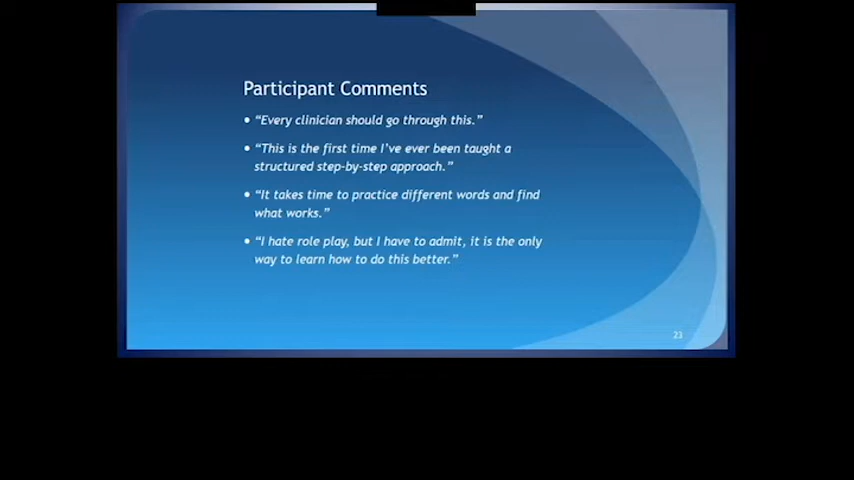 Participant Comments
• “Every clinician should go through this.”
• “This is the first time I’ve ever been taught a
structured step-by-step approach.”
• “It takes time to practice different words and find
what works.”
• “I hate role play, but I have to admit, it is the only
way to learn how to do this better.”
23